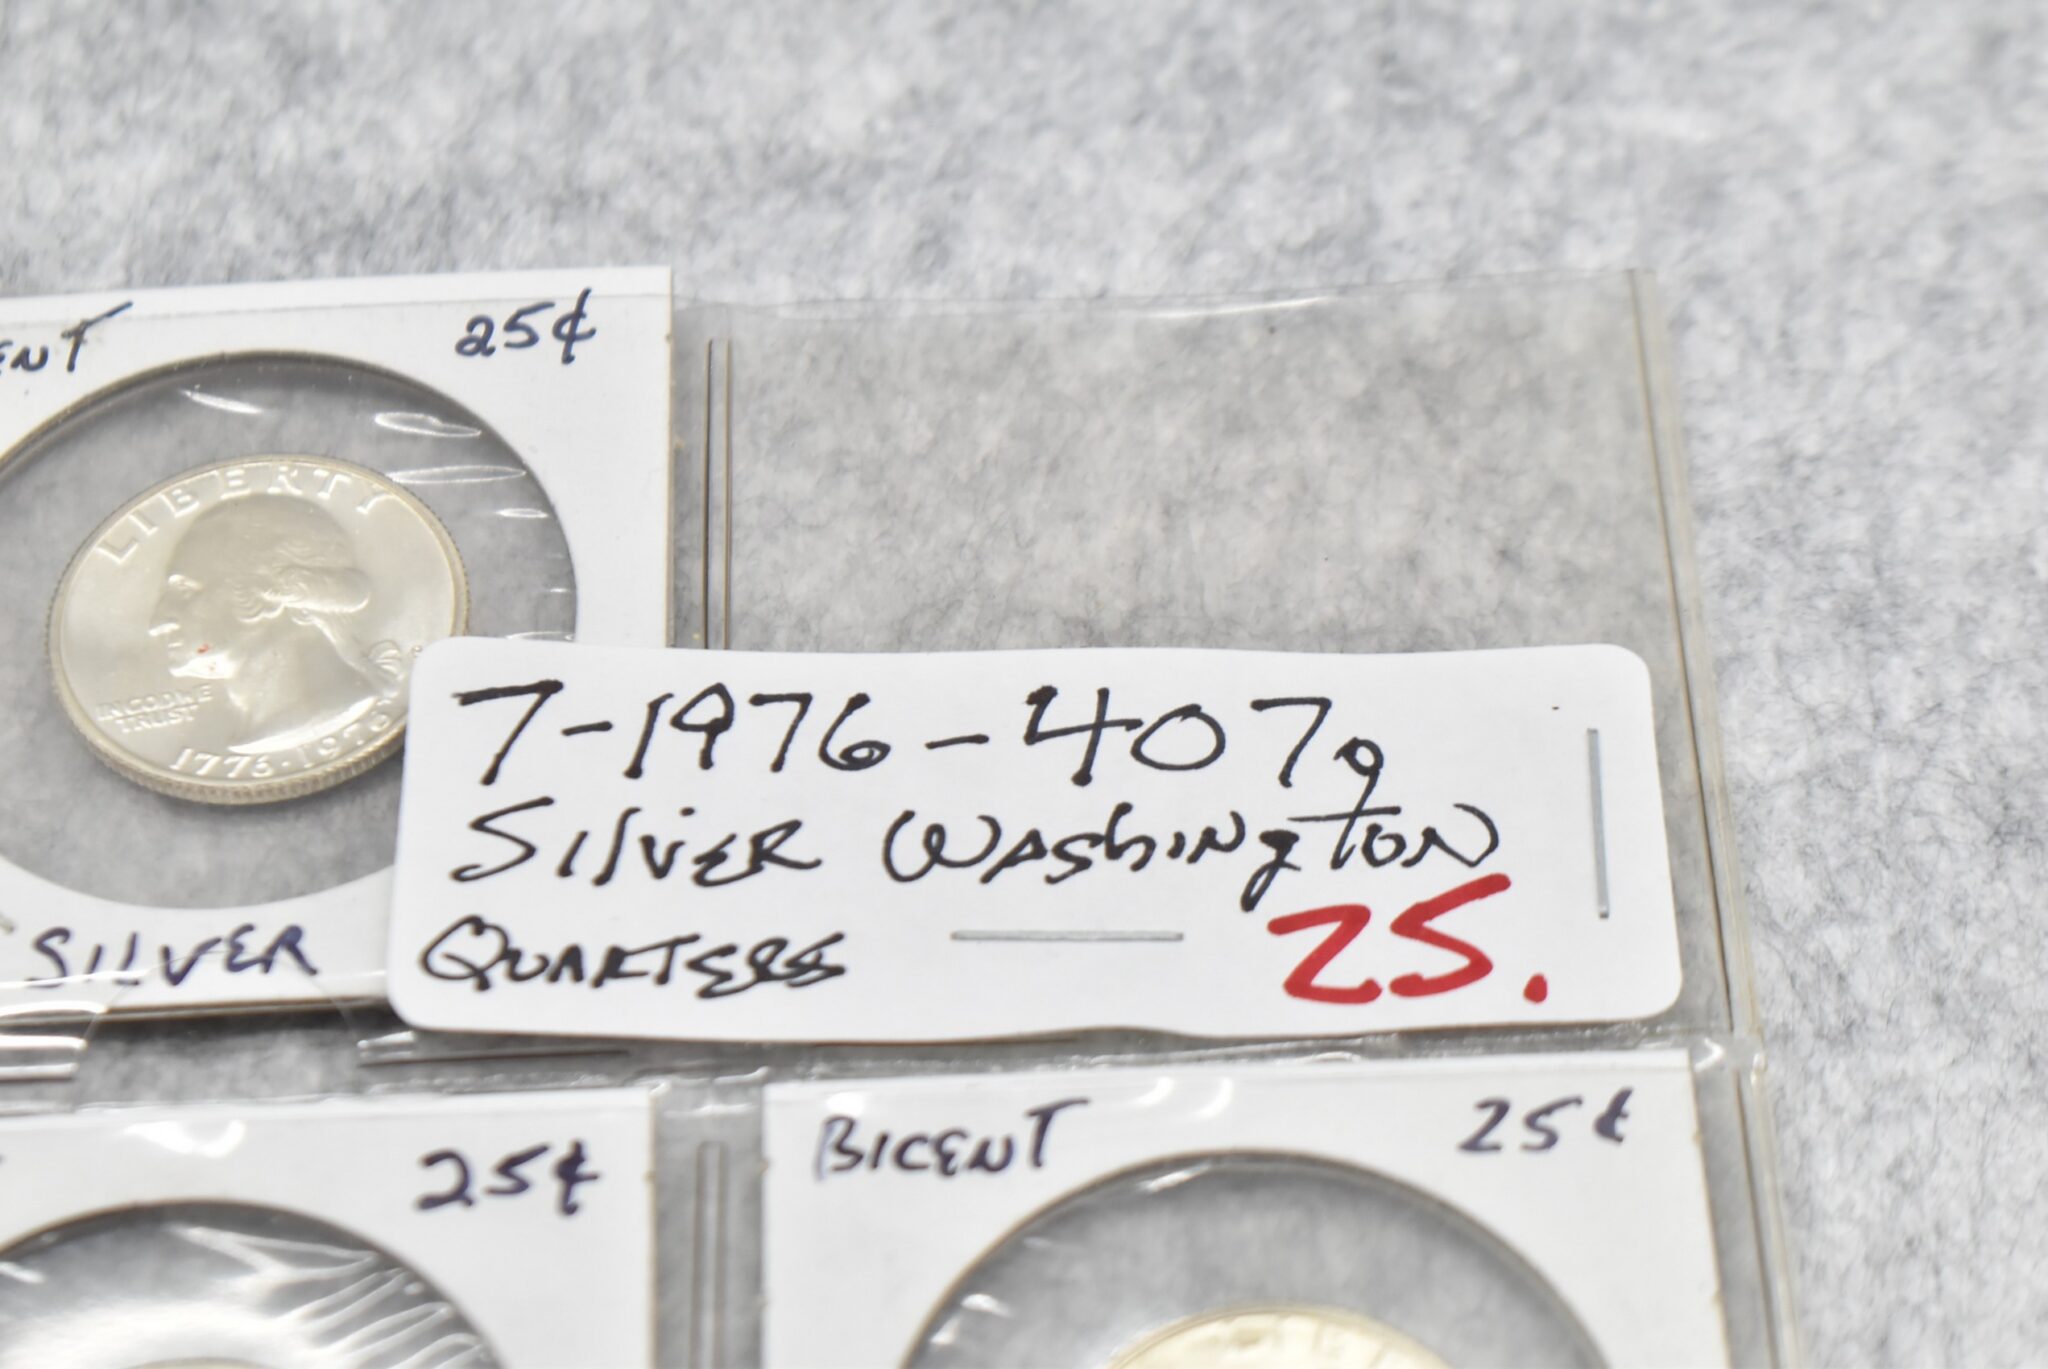 ENT 25¢
LIBERTY
IN GOD WE
TRUST
1776·1976
SILVER
7-1976-40%
Silver Washington
Quarters 25.
25¢
BICENT 25¢